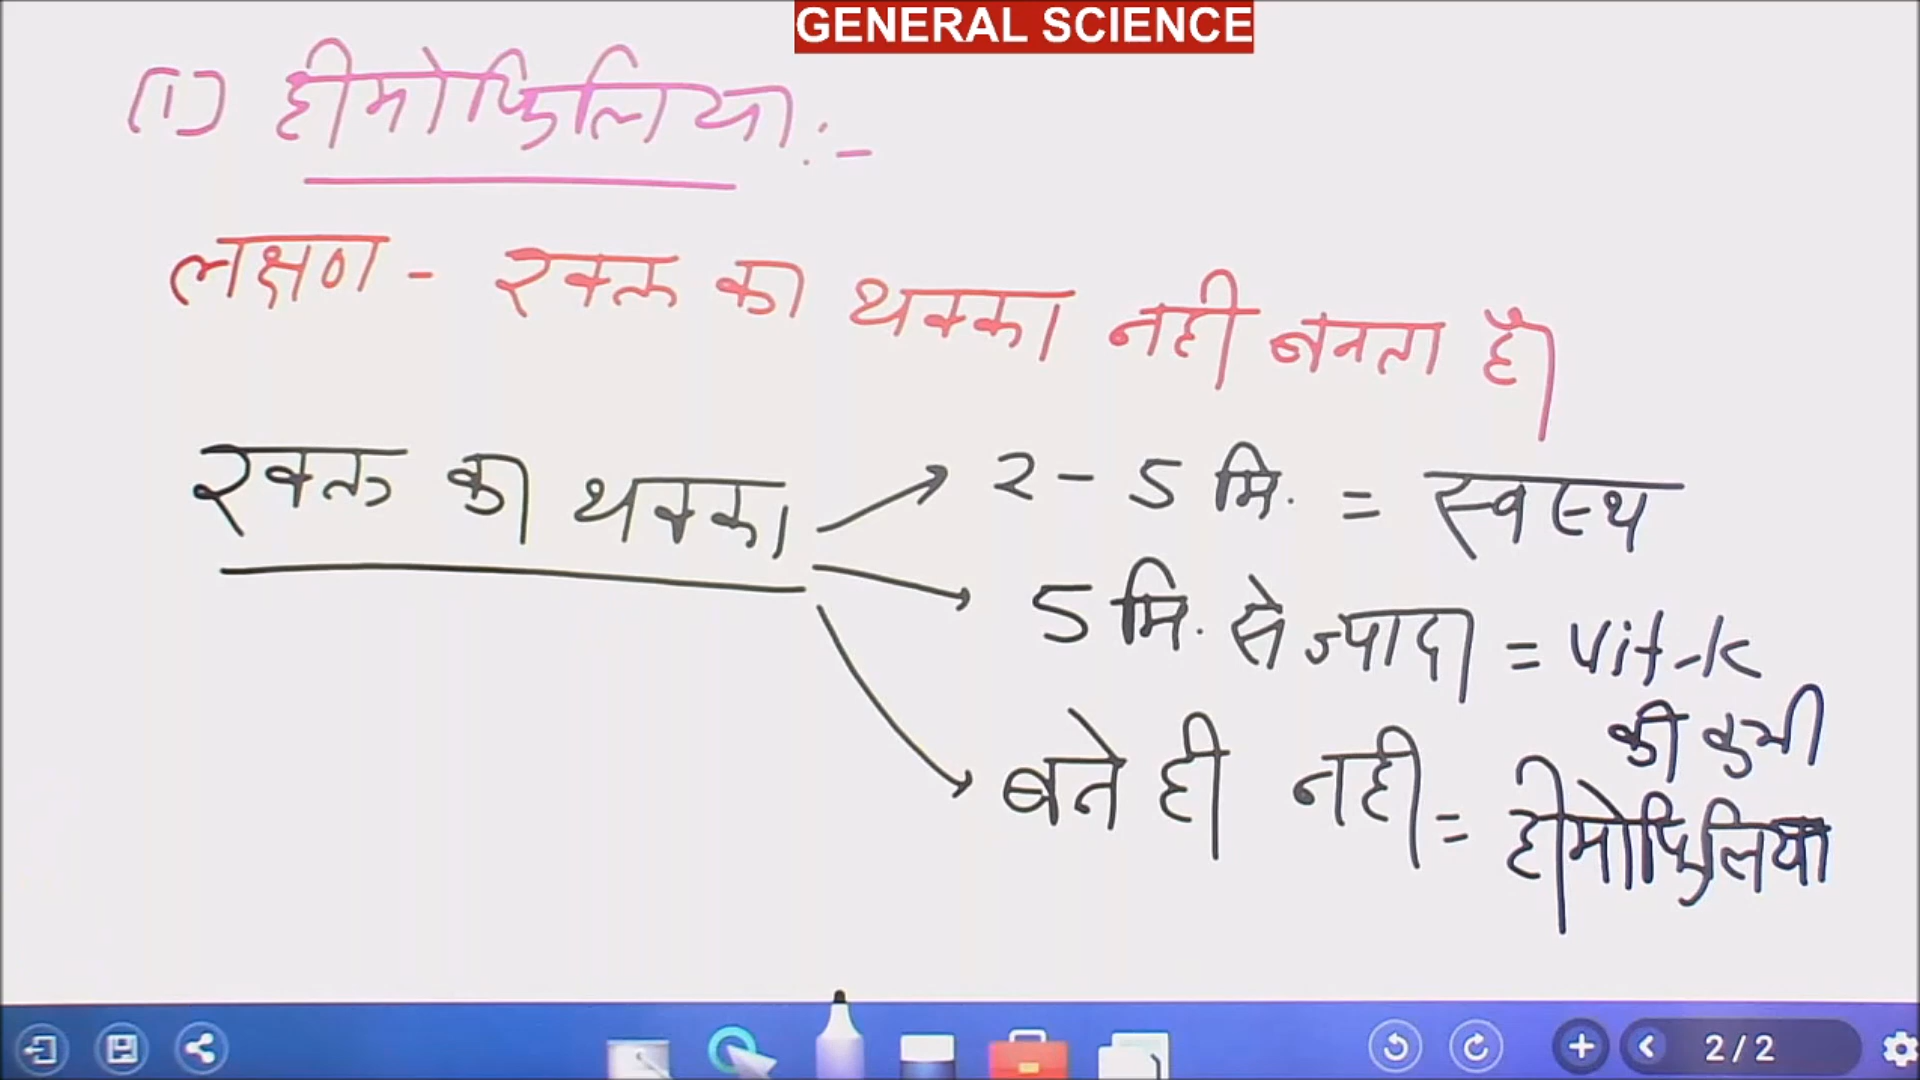 GENERAL SCIENCE
(i) हीमोफिलिया :-
लक्षण - रक्त का थक्का नही बनता है।
रक्त का थक्का
2 - 5 मि. = स्वस्थ
5 मि. से ज्यादा = Vit-K
की कमी
बने ही नही = हीमोफिलिया
2 / 2